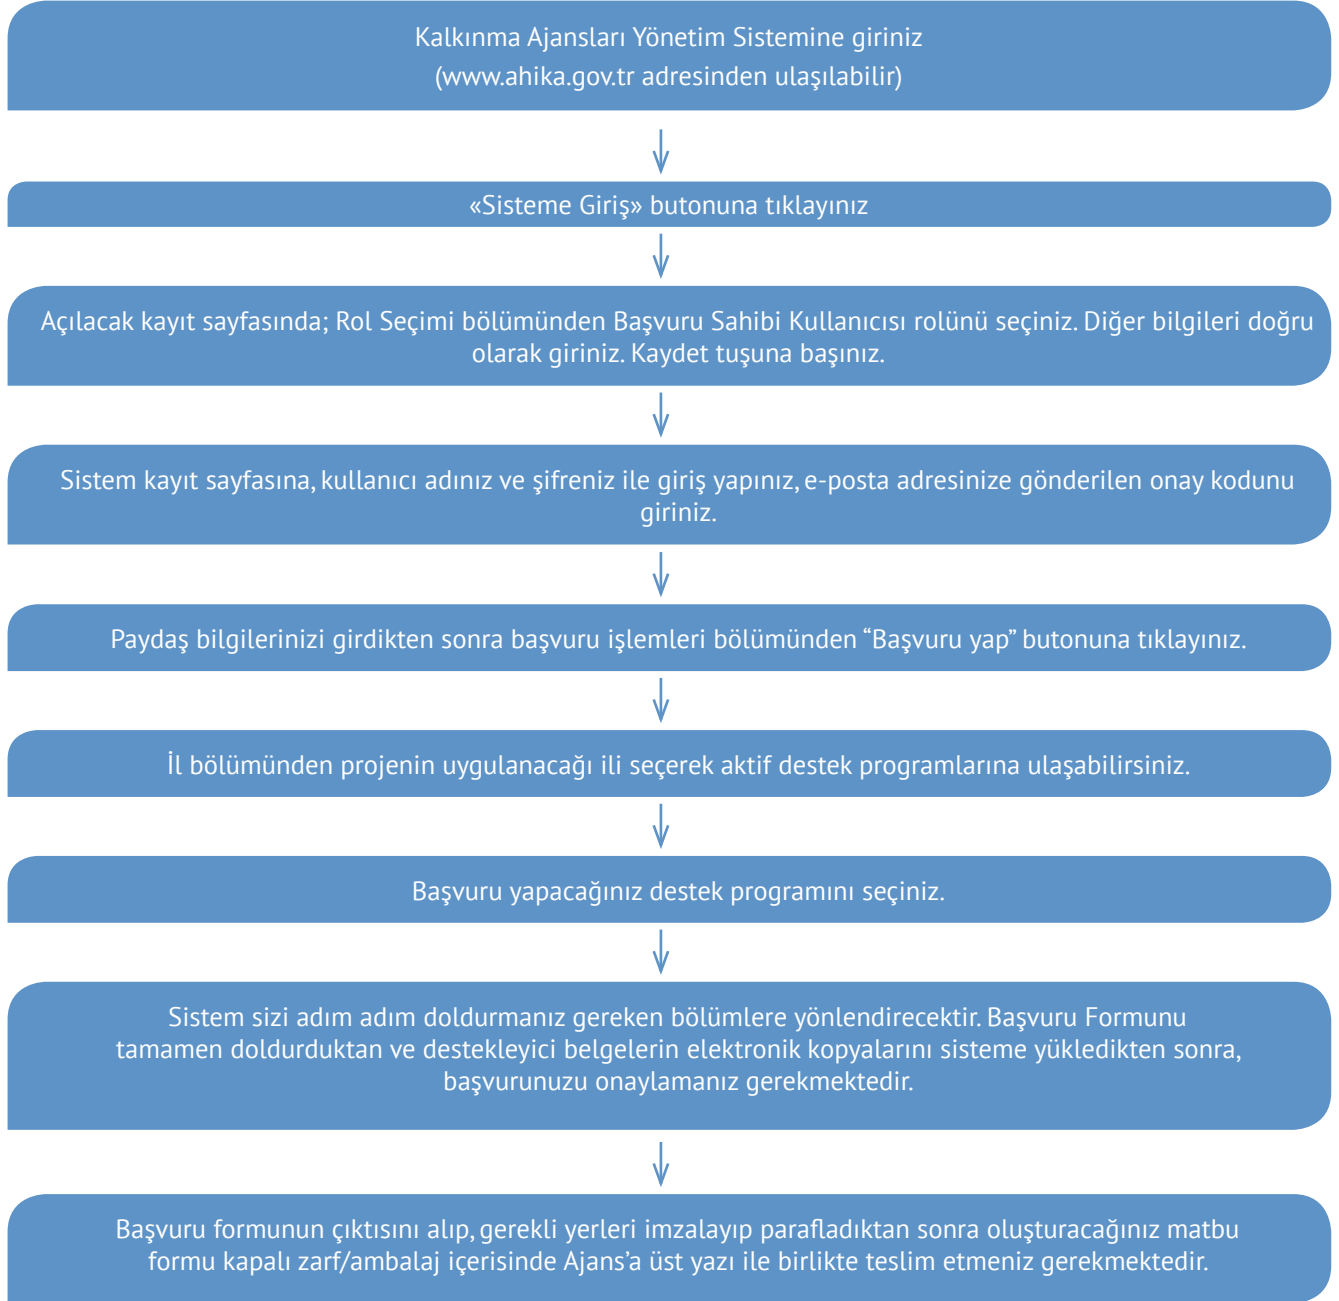 Kalkınma Ajansları Yönetim Sistemine giriniz
(www.ahika.gov.tr adresinden ulaşılabilir)
«Sisteme Giriş» butonuna tıklayınız
Açılacak kayıt sayfasında; Rol Seçimi bölümünden Başvuru Sahibi Kullanıcısı rolünü seçiniz. Diğer bilgileri doğru
olarak giriniz. Kaydet tuşuna başınız.
Sistem kayıt sayfasına, kullanıcı adınız ve şifreniz ile giriş yapınız, e-posta adresinize gönderilen onay kodunu
giriniz.
Paydaş bilgilerinizi girdikten sonra başvuru işlemleri bölümünden “Başvuru yap” butonuna tıklayınız.
İl bölümünden projenin uygulanacağı ili seçerek aktif destek programlarına ulaşabilirsiniz.
Başvuru yapacağınız destek programını seçiniz.
Sistem sizi adım adım doldurmanız gereken bölümlere yönlendirecektir. Başvuru Formunu
tamamen doldurduktan ve destekleyici belgelerin elektronik kopyalarını sisteme yükledikten sonra,
başvurunuzu onaylamanız gerekmektedir.
Başvuru formunun çıktısını alıp, gerekli yerleri imzalayıp parafladıktan sonra oluşturacağınız matbu
formu kapalı zarf/ambalaj içerisinde Ajans’a üst yazı ile birlikte teslim etmeniz gerekmektedir.